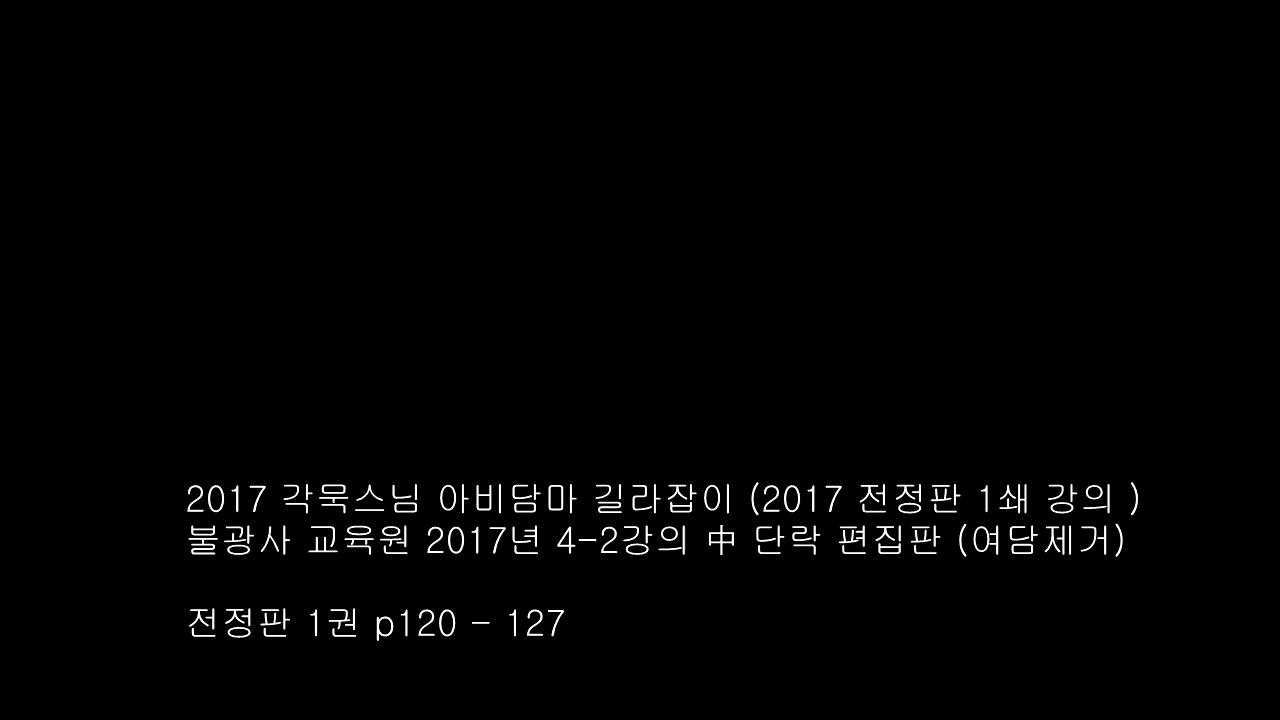 2017 각묵스님 아비담마 길라잡이 (2017 전정판 1쇄 강의 )
불광사 교육원 2017년 4-2강의 中 단락 편집판 (여담제거)
전정판 1권 p120 - 127